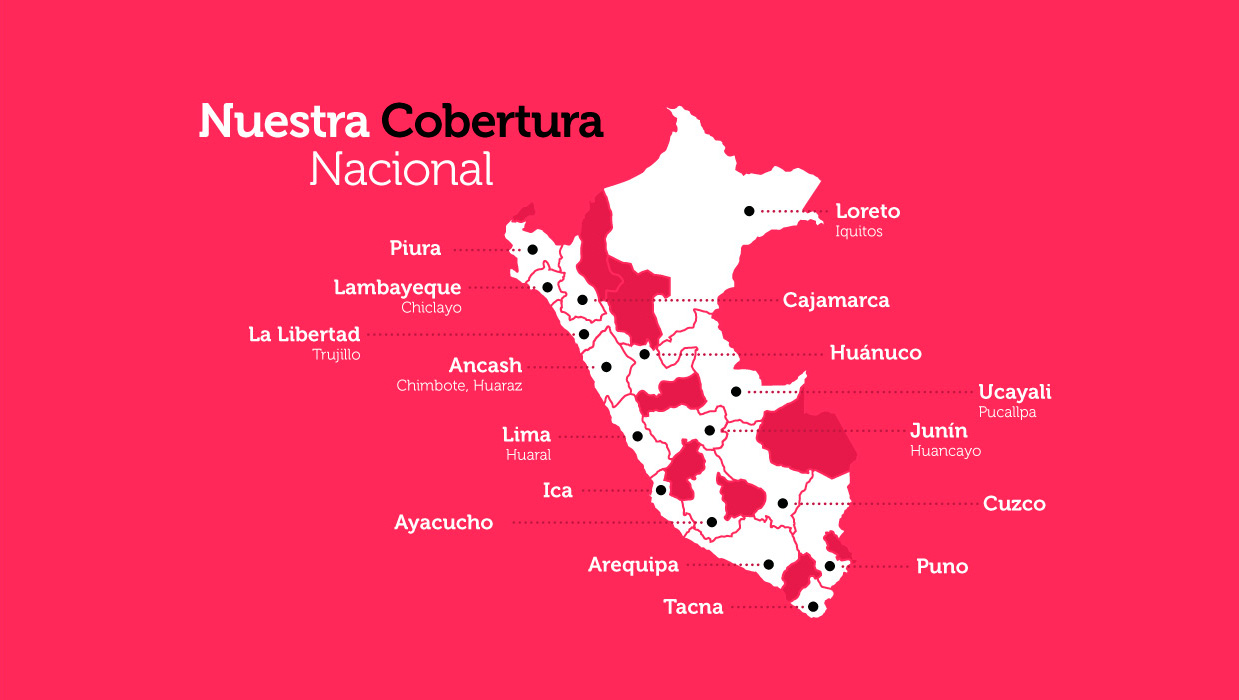 Nuestra Cobertura
Nacional
Piura
Lambayeque
Chiclayo
La Libertad
Trujillo
Ancash
Chimbote, Huaraz
Lima
Huaral
Ica
Ayacucho
Arequipa
Tacna
Loreto
Iquitos
Cajamarca
Huánuco
Ucayali
Pucallpa
Junín
Huancayo
Cuzco
Puno